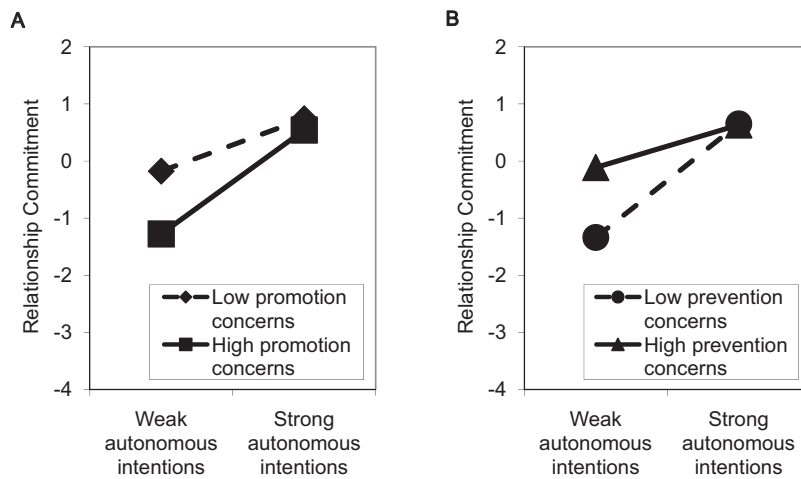 A
2
1
0
-1
-2
-3
-4
Relationship Commitment
Low promotion
concerns
High promotion
concerns
Weak
autonomous
intentions
Strong
autonomous
intentions
B
2
1
0
-1
-2
-3
-4
Relationship Commitment
Low prevention
concerns
High prevention
concerns
Weak
autonomous
intentions
Strong
autonomous
intentions